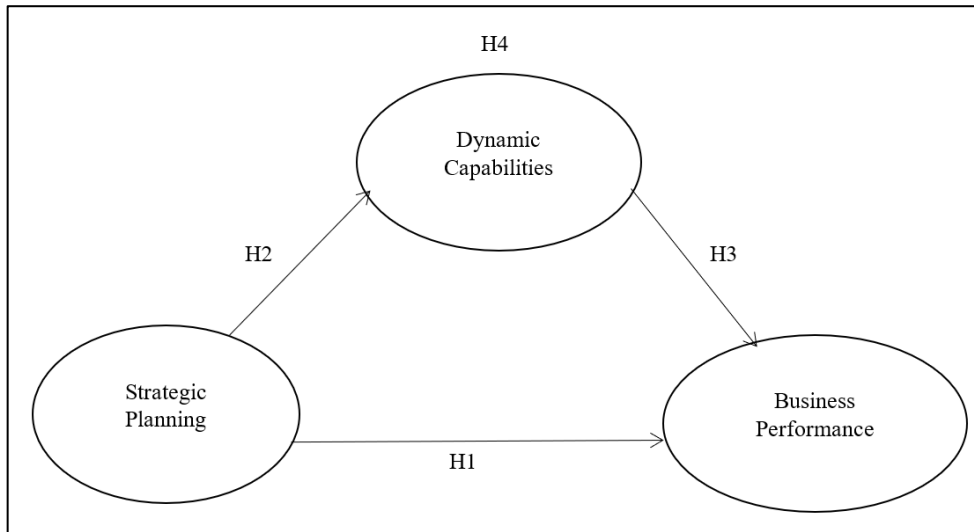 H4
Dynamic
Capabilities
H2
H3
Strategic
Planning
Business
Performance
H1